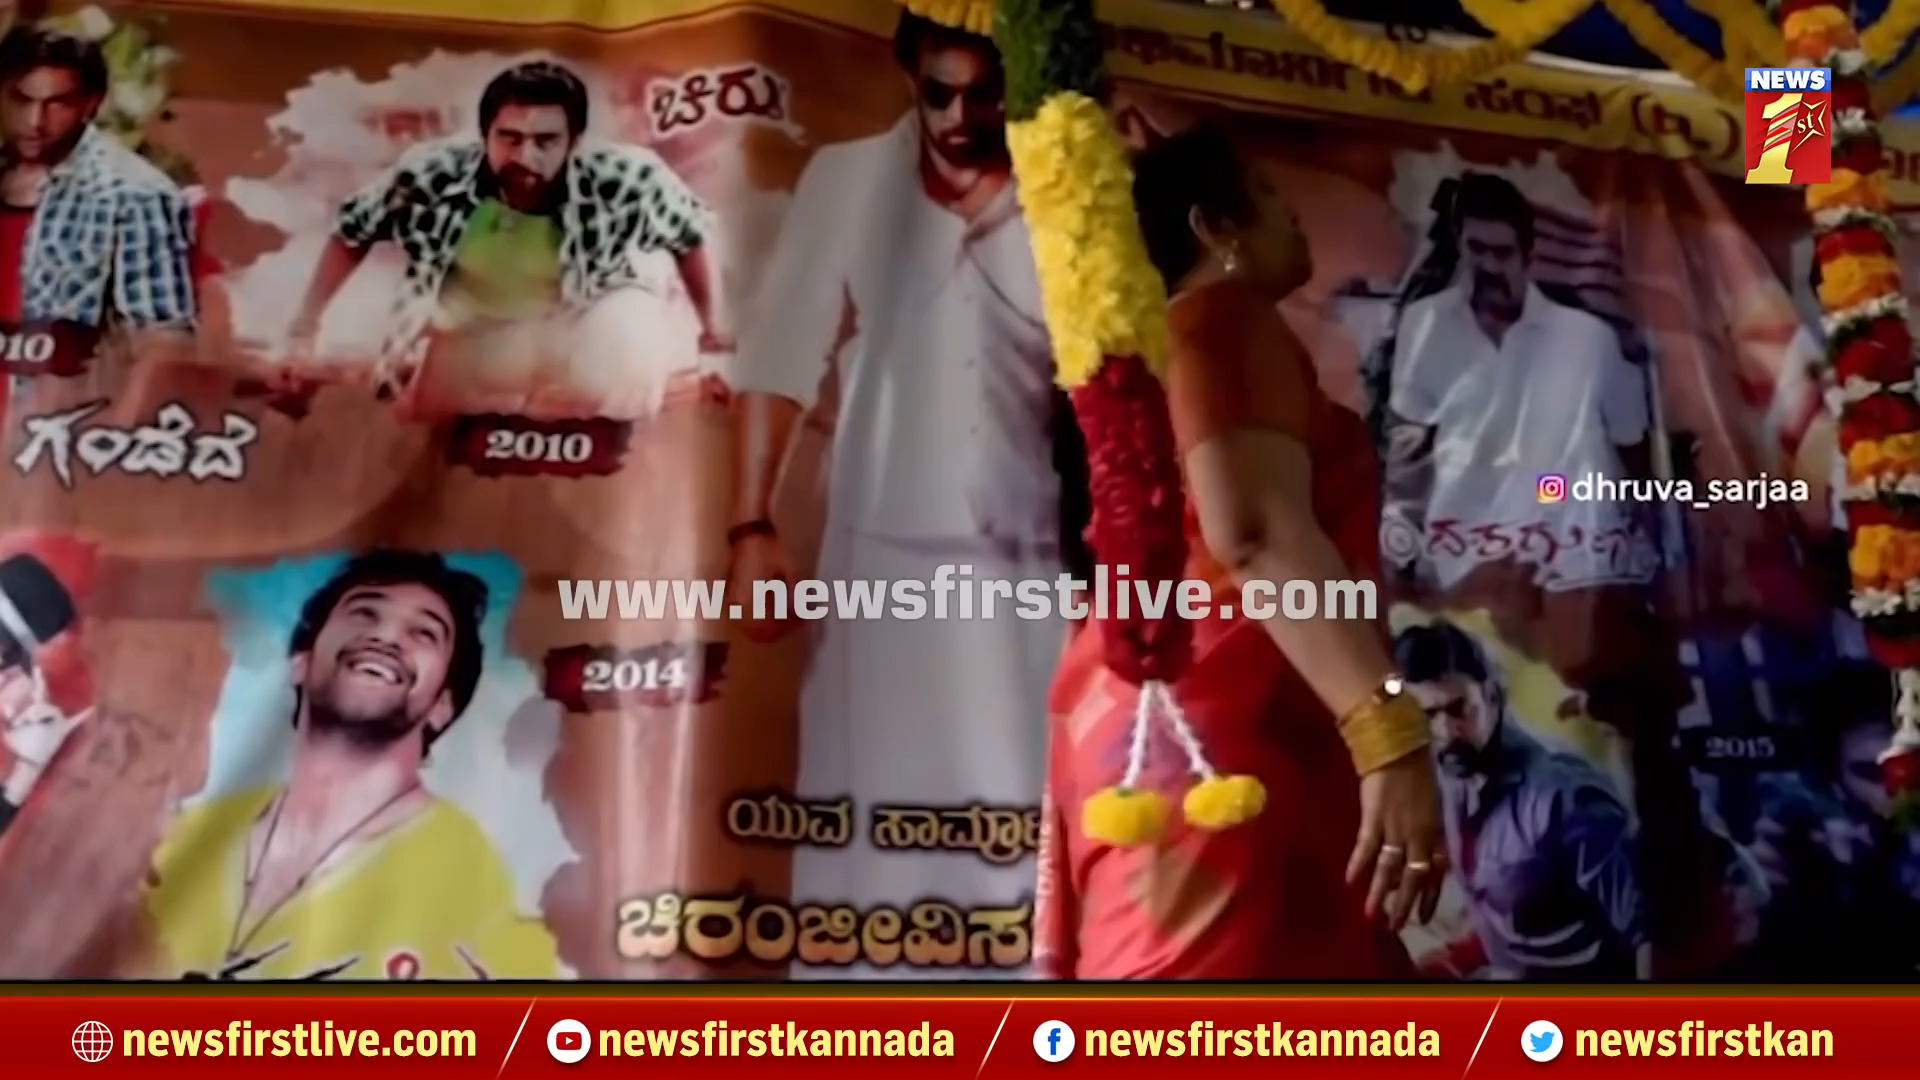 ಚಿರು
ಸಂಘ (ರಿ.)
NEWS
1st
10
2010
ಗಂಡೆದೆ
dhruva_sarjaa
www.newsfirstlive.com
2014
2015
ಯುವ ಸಾಮ್ರಾಟ
ಚಿರಂಜೀವಿಸ
newsfirstlive.com
newsfirstkannada
newsfirstkannada
newsfirstkan